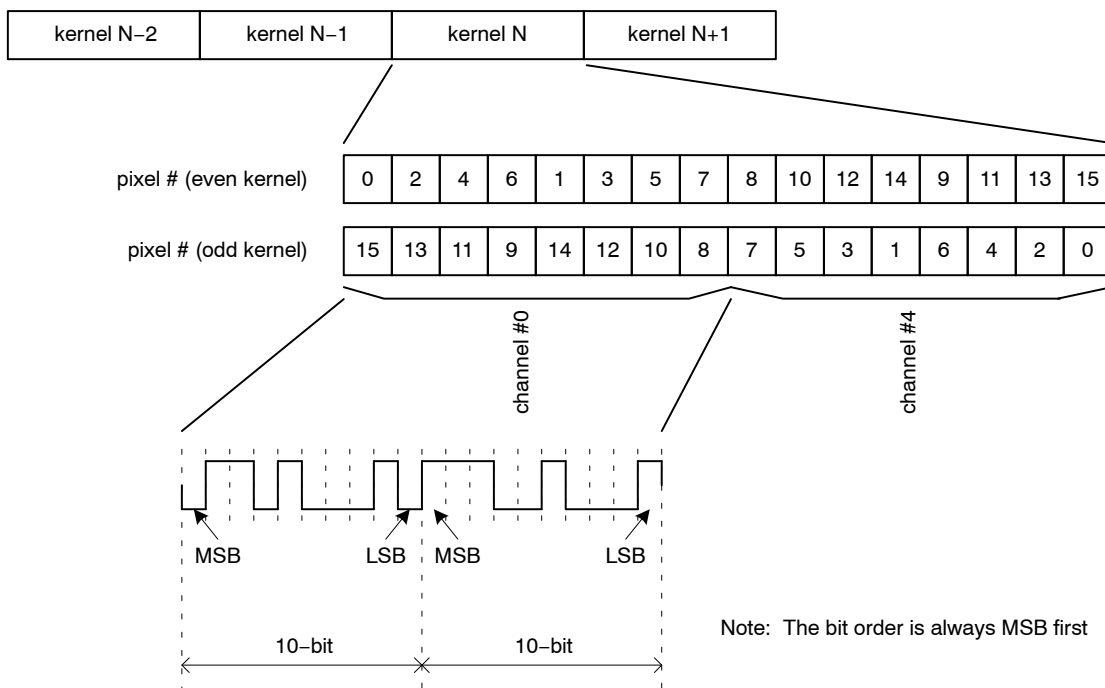 kernel N−2 kernel N−1 kernel N kernel N+1
pixel # (even kernel) 0 2 4 6 1 3 5 7 8 10 12 14 9 11 13 15
pixel # (odd kernel) 15 13 11 9 14 12 10 8 7 5 3 1 6 4 2 0
channel #0 channel #4
MSB LSB MSB LSB
Note: The bit order is always MSB first
10−bit 10−bit